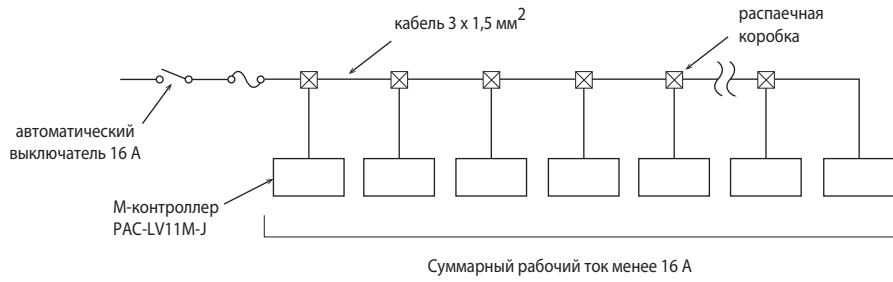 кабель 3 x 1,5 мм²
распаечная
коробка
автоматический
выключатель 16 А
М-контроллер
PAC-LV11M-J
Суммарный рабочий ток менее 16 А